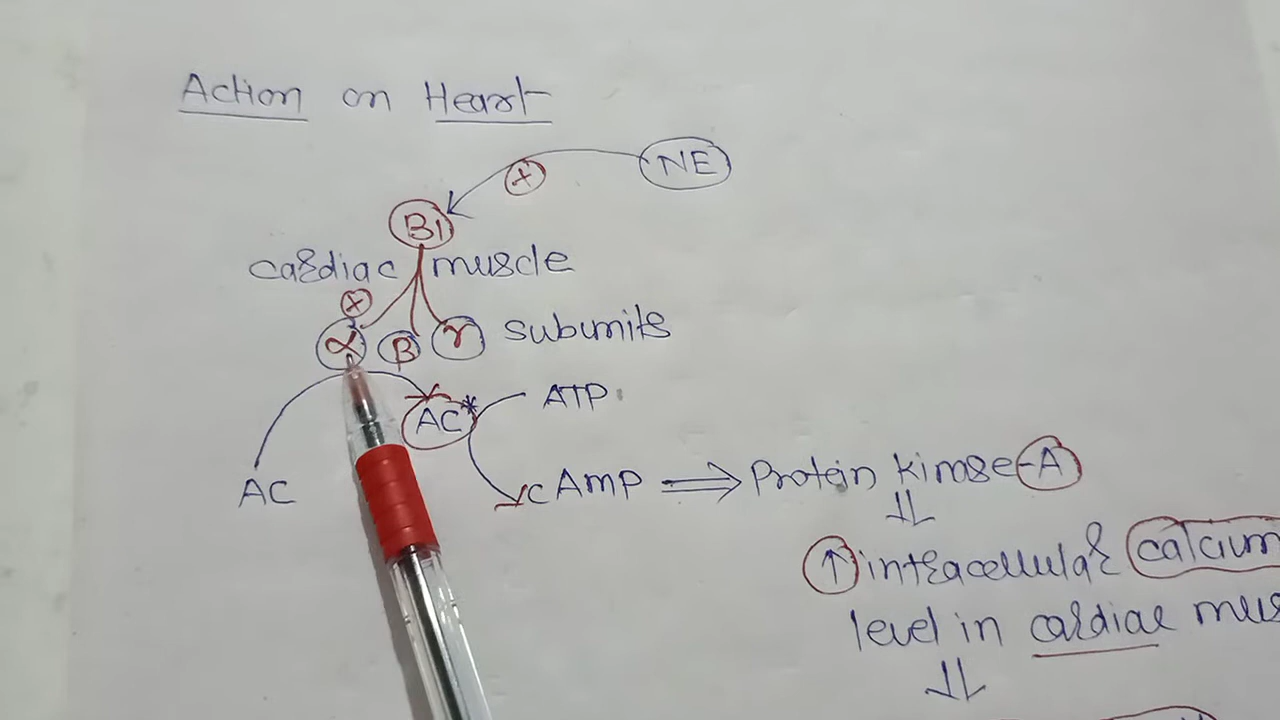 Action on Heart
+ NE
B1
cardiac muscle
+
α B γ subunits
AC* ATP
AC cAmp ⇒ Protein kinase-A
⇓
↑ intracellular calcium
level in cardiac mus
⇓